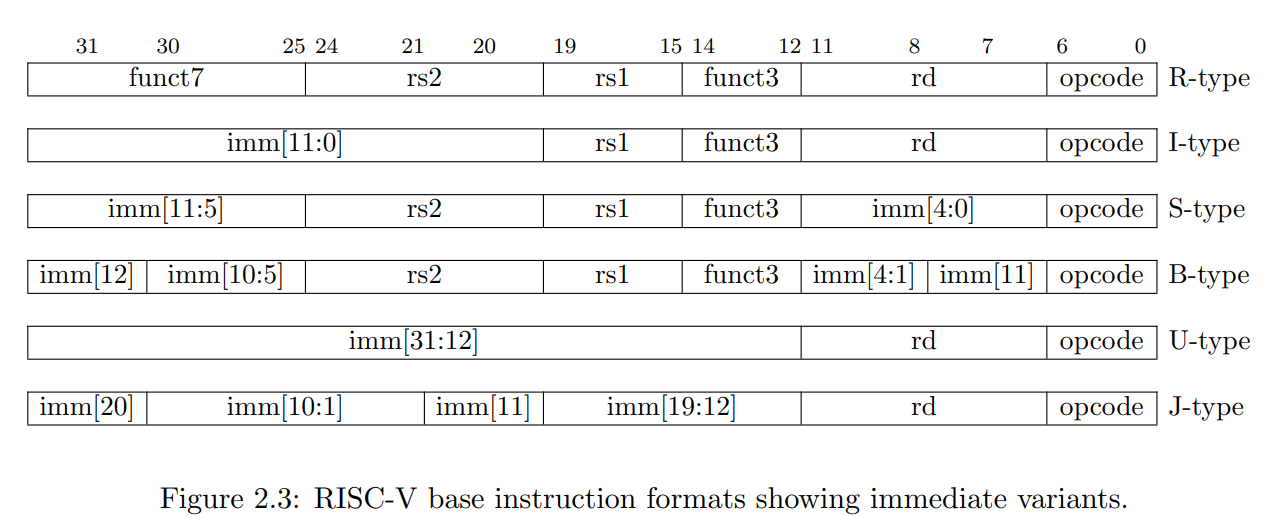 31 30 25 24 21 20 19 15 14 12 11 8 7 6 0
funct7 rs2 rs1 funct3 rd opcode R-type
imm[11:0] rs1 funct3 rd opcode I-type
imm[11:5] rs2 rs1 funct3 imm[4:0] opcode S-type
imm[12] imm[10:5] rs2 rs1 funct3 imm[4:1] imm[11] opcode B-type
imm[31:12] rd opcode U-type
imm[20] imm[10:1] imm[11] imm[19:12] rd opcode J-type
Figure 2.3: RISC-V base instruction formats showing immediate variants.